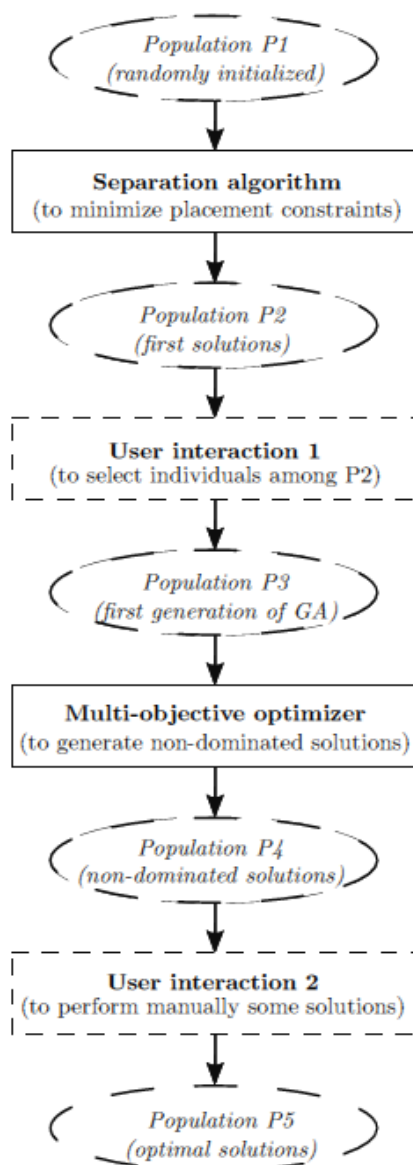 Population P1
(randomly initialized)
Separation algorithm
(to minimize placement constraints)
Population P2
(first solutions)
User interaction 1
(to select individuals among P2)
Population P3
(first generation of GA)
Multi-objective optimizer
(to generate non-dominated solutions)
Population P4
(non-dominated solutions)
User interaction 2
(to perform manually some solutions)
Population P5
(optimal solutions)